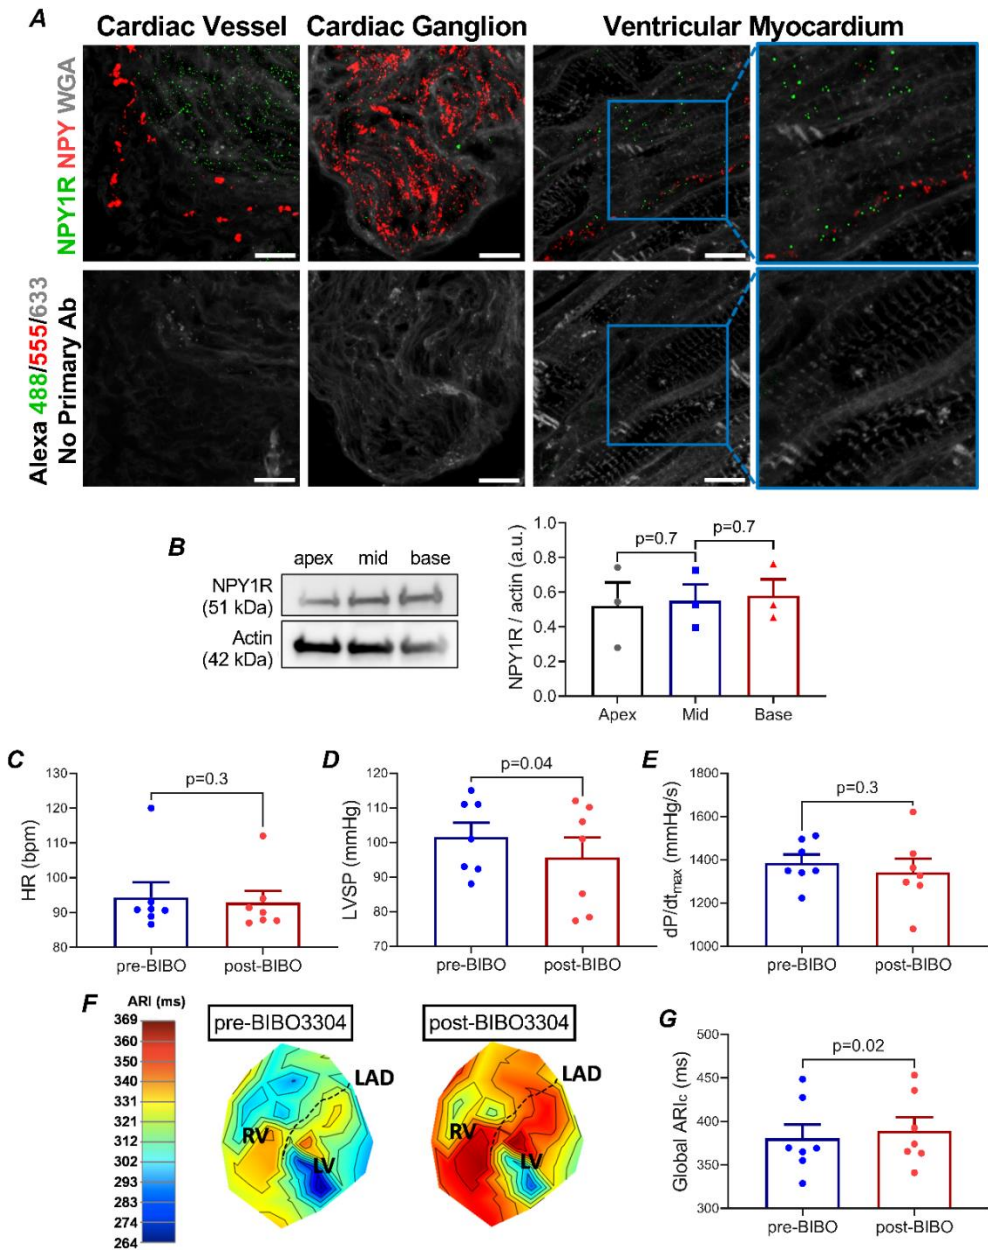 A
Cardiac Vessel
Cardiac Ganglion
Ventricular Myocardium
NPY1R NPY WGA
Alexa 488/555/633
No Primary Ab
B
apex mid base
NPY1R
(51 kDa)
Actin
(42 kDa)
NPY1R / actin (a.u.)
1.0
0.8
0.6
0.4
0.2
0.0
p=0.7
p=0.7
Apex
Mid
Base
C
HR (bpm)
130
120
110
100
90
80
p=0.3
pre-BIBO
post-BIBO
D
LVSP (mmHg)
120
110
100
90
80
70
p=0.04
pre-BIBO
post-BIBO
E
dP/dtmax (mmHg/s)
1800
1600
1400
1200
1000
p=0.3
pre-BIBO
post-BIBO
F
ARI (ms)
369
360
350
340
331
321
312
302
293
283
274
264
pre-BIBO3304
LAD
RV
LV
post-BIBO3304
LAD
RV
LV
G
Global ARIc (ms)
500
450
400
350
300
p=0.02
pre-BIBO
post-BIBO